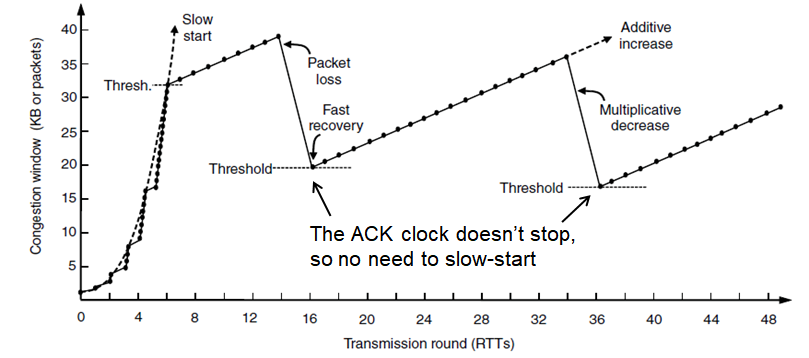 Slow
start
Thresh.
Packet
loss
Fast
recovery
Threshold
Additive
increase
Multiplicative
decrease
Threshold
The ACK clock doesn’t stop,
so no need to slow-start
Congestion window (KB or packets)
40
35
30
25
20
15
10
5
0
4
8
12
16
20
24
28
32
36
40
44
48
Transmission round (RTTs)